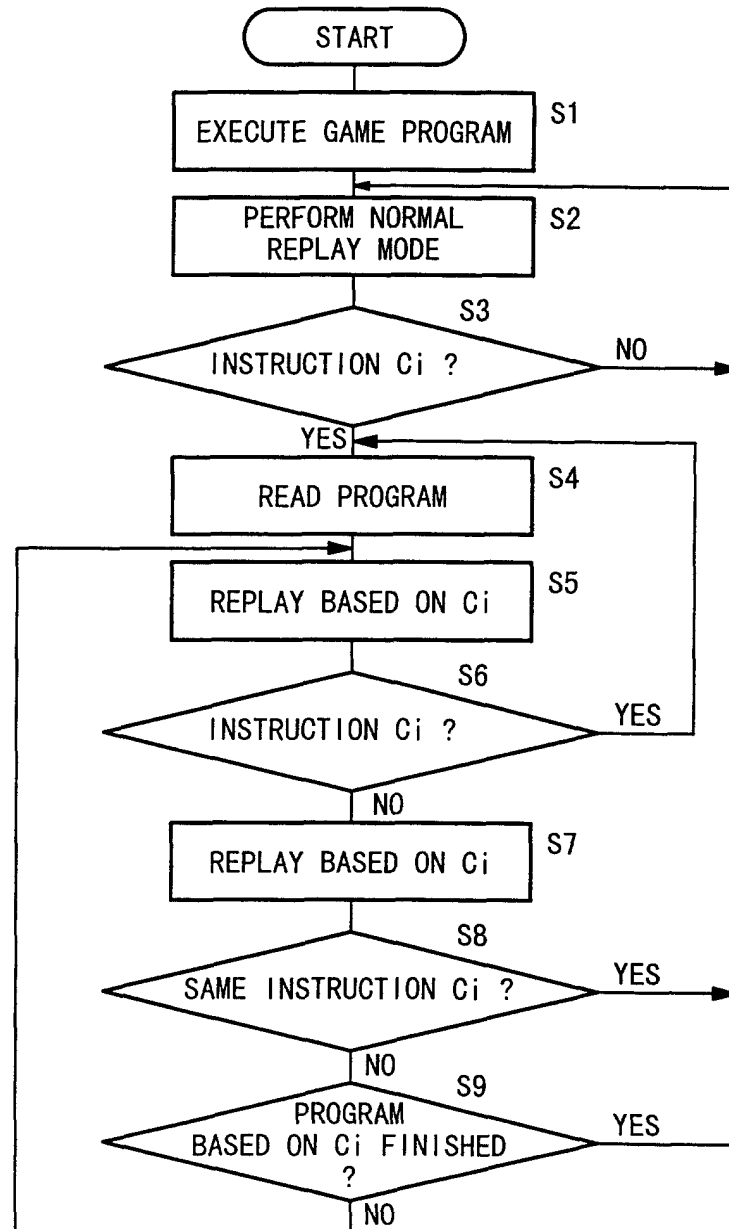 START
EXECUTE GAME PROGRAM
S1
PERFORM NORMAL
REPLAY MODE
S2
S3
INSTRUCTION Ci ?
NO
YES
READ PROGRAM
S4
REPLAY BASED ON Ci
S5
S6
INSTRUCTION Ci ?
YES
NO
REPLAY BASED ON Ci
S7
S8
SAME INSTRUCTION Ci ?
YES
NO
S9
PROGRAM
BASED ON Ci FINISHED
?
YES
NO